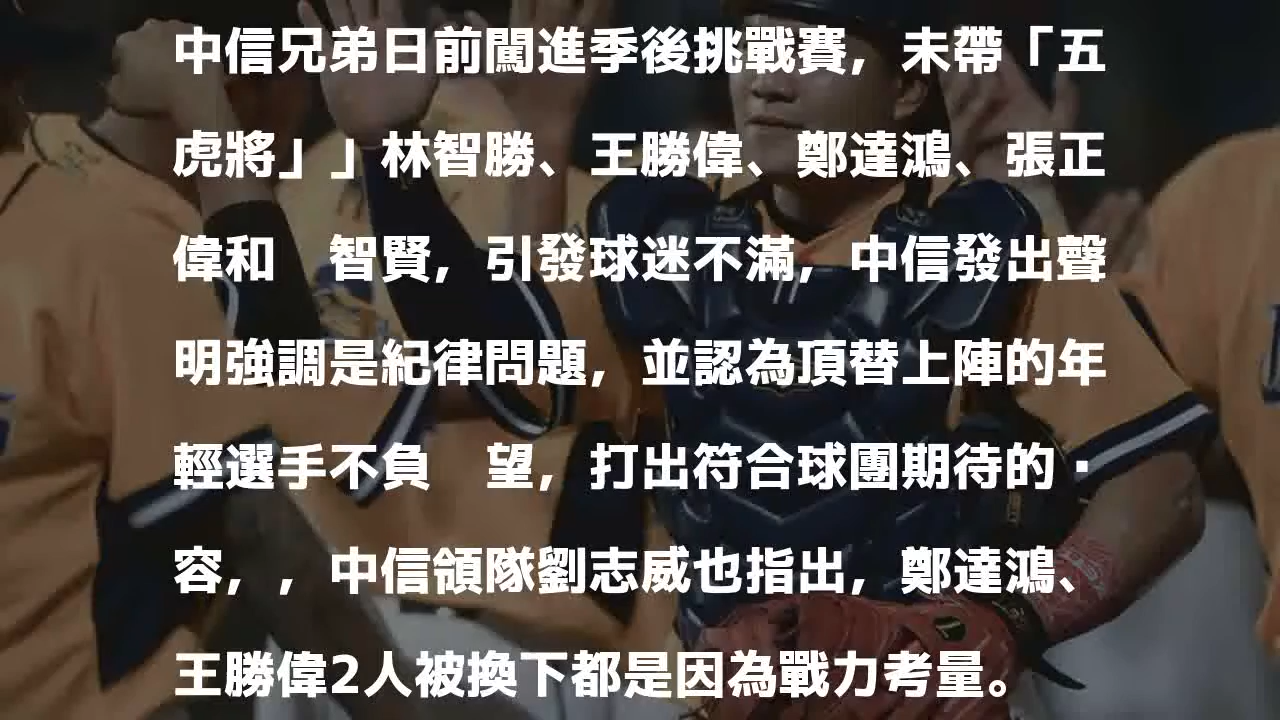 中信兄弟日前闖進季後挑戰賽，未帶「五
虎將」」林智勝、王勝偉、鄭達鴻、張正
偉和　智賢，引發球迷不滿，中信發出聲
明強調是紀律問題，並認為頂替上陣的年
輕選手不負　望，打出符合球團期待的·
容，，中信領隊劉志威也指出，鄭達鴻、
王勝偉2人被換下都是因為戰力考量。